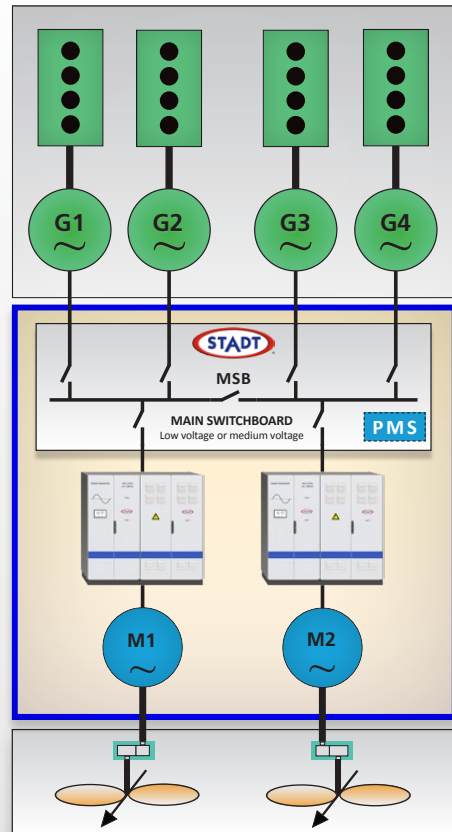 G1
G2
G3
G4
STADT
MSB
MAIN SWITCHBOARD
Low voltage or medium voltage
PMS
M1
M2